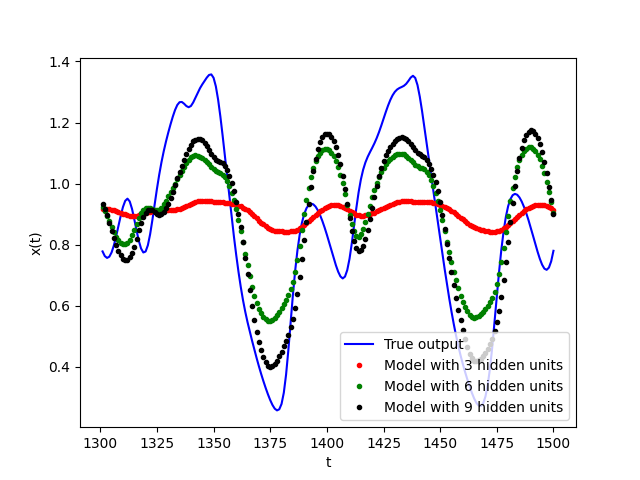 1.4
1.2
1.0
0.8
0.6
0.4
x(t)
True output
Model with 3 hidden units
Model with 6 hidden units
Model with 9 hidden units
1300 1325 1350 1375 1400 1425 1450 1475 1500
t